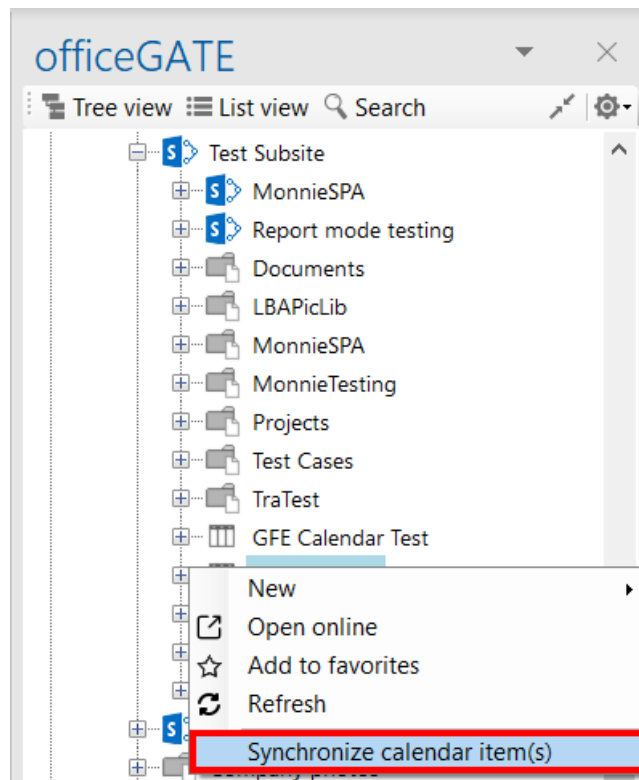 officeGATE
Tree view List view Search
Test Subsite
MonnieSPA
Report mode testing
Documents
LBAPicLib
MonnieSPA
MonnieTesting
Projects
Test Cases
TraTest
GFE Calendar Test
New
Open online
Add to favorites
Refresh
Synchronize calendar item(s)